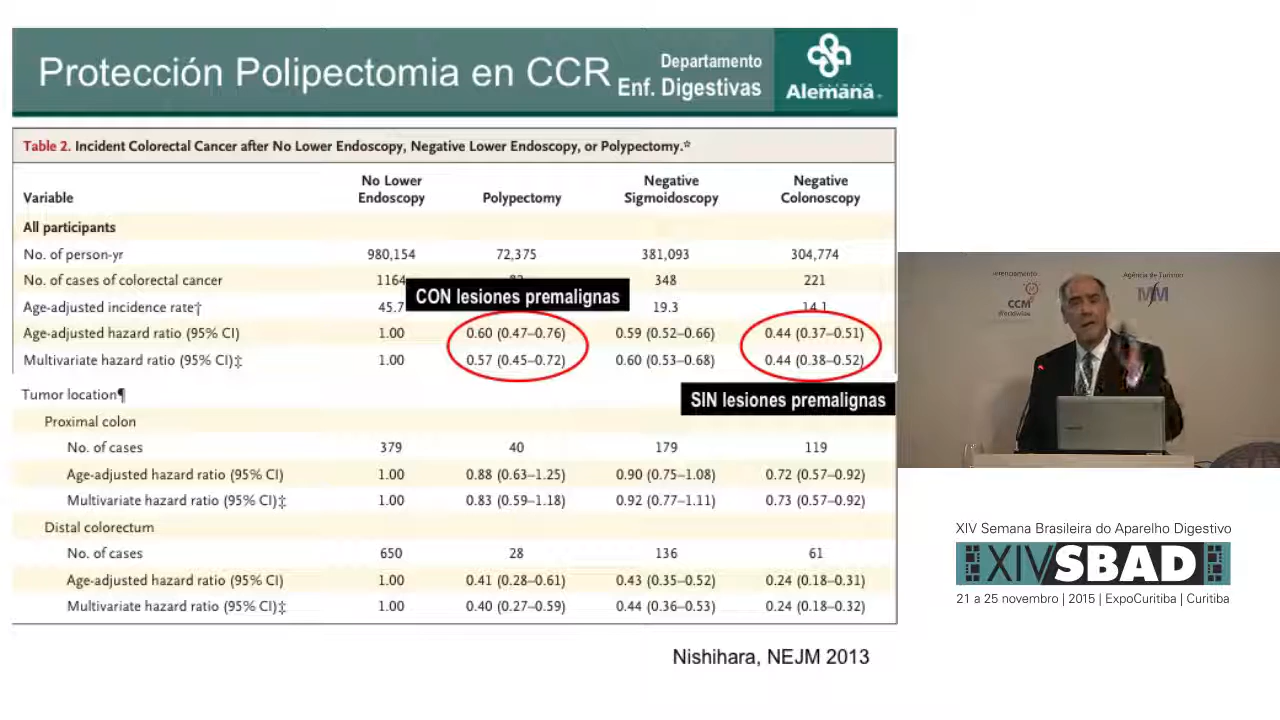 Protección Polipectomia en CCR
Departamento
Enf. Digestivas
CLINICA
Alemana
Table 2. Incident Colorectal Cancer after No Lower Endoscopy, Negative Lower Endoscopy, or Polypectomy.*
Variable No Lower Endoscopy Polypectomy Negative Sigmoidoscopy Negative Colonoscopy
All participants
No. of person-yr 980,154 72,375 381,093 304,774
No. of cases of colorectal cancer 1164 348 221
CON lesiones premalignas
Age-adjusted incidence rate† 45.7 19.3 14.1
Age-adjusted hazard ratio (95% CI) 1.00 0.60 (0.47–0.76) 0.59 (0.52–0.66) 0.44 (0.37–0.51)
Multivariate hazard ratio (95% CI)‡ 1.00 0.57 (0.45–0.72) 0.60 (0.53–0.68) 0.44 (0.38–0.52)
SIN lesiones premalignas
Tumor location¶
Proximal colon
No. of cases 379 40 179 119
Age-adjusted hazard ratio (95% CI) 1.00 0.88 (0.63–1.25) 0.90 (0.75–1.08) 0.72 (0.57–0.92)
Multivariate hazard ratio (95% CI)‡ 1.00 0.83 (0.59–1.18) 0.92 (0.77–1.11) 0.73 (0.57–0.92)
Distal colorectum
No. of cases 650 28 136 61
Age-adjusted hazard ratio (95% CI) 1.00 0.41 (0.28–0.61) 0.43 (0.35–0.52) 0.24 (0.18–0.31)
Multivariate hazard ratio (95% CI)‡ 1.00 0.40 (0.27–0.59) 0.44 (0.36–0.53) 0.24 (0.18–0.32)
Nishihara, NEJM 2013
Agência de Turismo
CCM
XIV Semana Brasileira do Aparelho Digestivo
XIVSBAD
21 a 25 novembro | 2015 | ExpoCuritiba | Curitiba